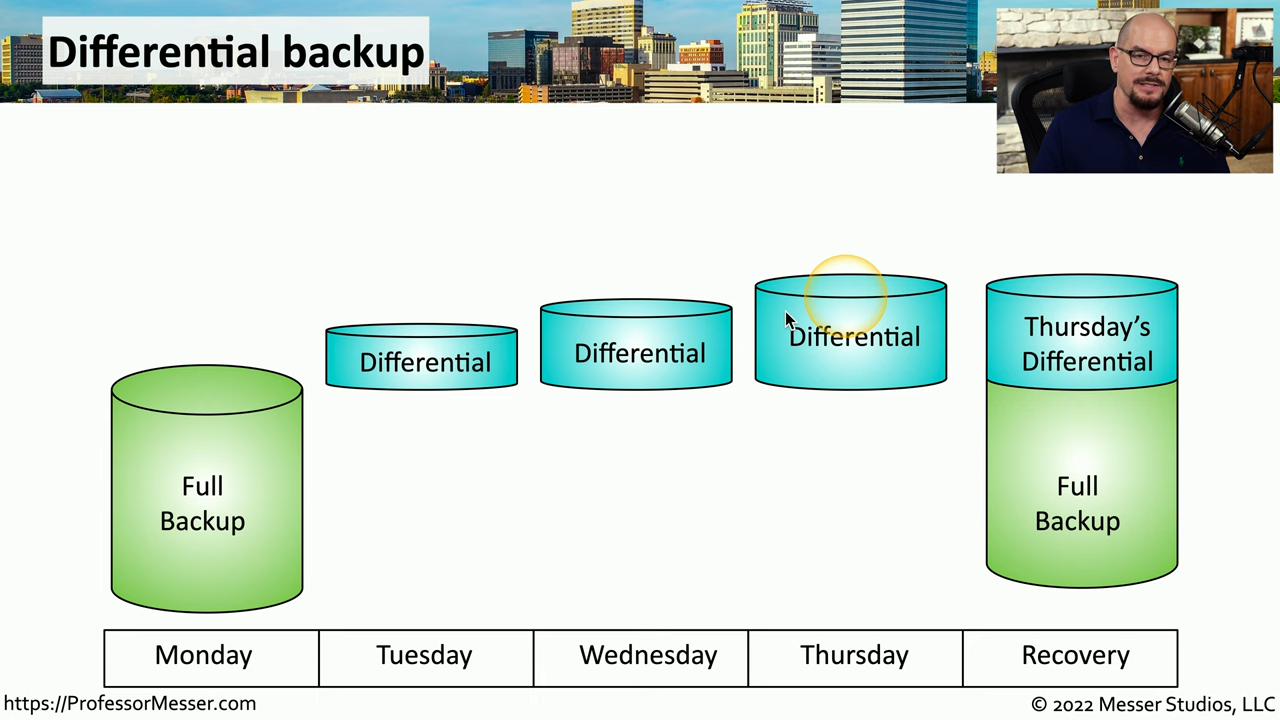 Differential backup
Differential
Differential
Differential
Thursday's
Differential
Full
Backup
Full
Backup
Monday
Tuesday
Wednesday
Thursday
Recovery
https://ProfessorMesser.com
© 2022 Messer Studios, LLC